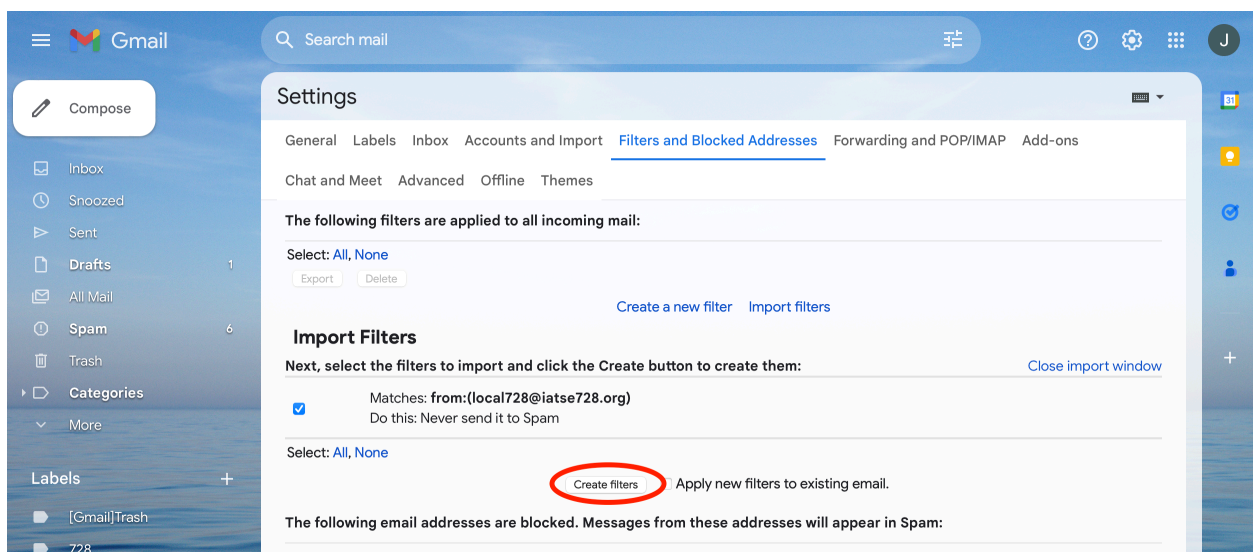 Gmail
Search mail
J
Compose
Inbox
Snoozed
Sent
Drafts 1
All Mail
Spam 6
Trash
Categories
More
Labels
[Gmail]Trash
728
Settings
General Labels Inbox Accounts and Import Filters and Blocked Addresses Forwarding and POP/IMAP Add-ons
Chat and Meet Advanced Offline Themes
The following filters are applied to all incoming mail:
Select: All, None
Export Delete
Create a new filter Import filters
Import Filters
Next, select the filters to import and click the Create button to create them: Close import window
Matches: from:(local728@iatse728.org)
Do this: Never send it to Spam
Select: All, None
Create filters Apply new filters to existing email.
The following email addresses are blocked. Messages from these addresses will appear in Spam:
31